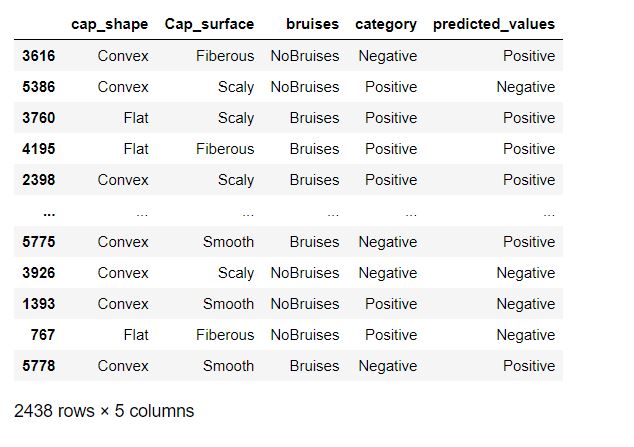 cap_shape Cap_surface bruises category predicted_values
3616 Convex Fiberous NoBruises Negative Positive
5386 Convex Scaly NoBruises Positive Negative
3760 Flat Scaly Bruises Positive Positive
4195 Flat Fiberous Bruises Positive Positive
2398 Convex Scaly Bruises Positive Positive
... ... ... ... ... ...
5775 Convex Smooth Bruises Negative Positive
3926 Convex Scaly NoBruises Negative Negative
1393 Convex Smooth NoBruises Positive Negative
767 Flat Fiberous NoBruises Positive Negative
5778 Convex Smooth Bruises Negative Positive
2438 rows × 5 columns